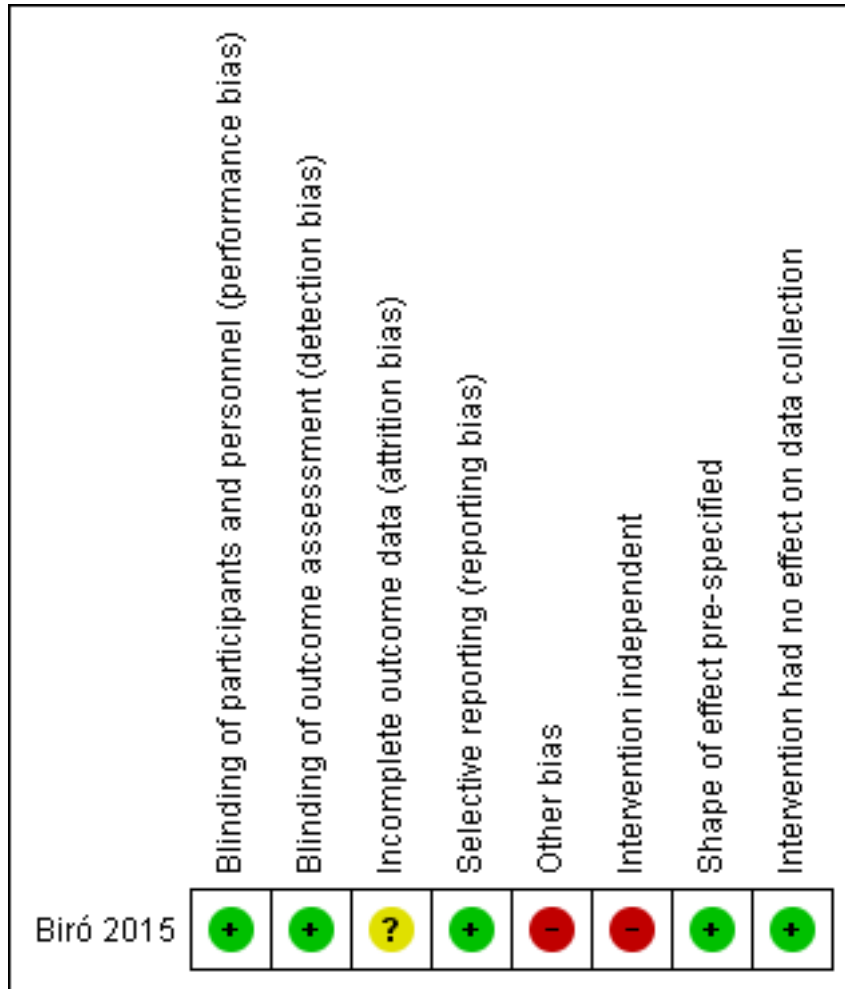 Blinding of participants and personnel (performance bias)
Blinding of outcome assessment (detection bias)
Incomplete outcome data (attrition bias)
Selective reporting (reporting bias)
Other bias
Intervention independent
Shape of effect pre-specified
Intervention had no effect on data collection
Biró 2015 + + ? + - - + +